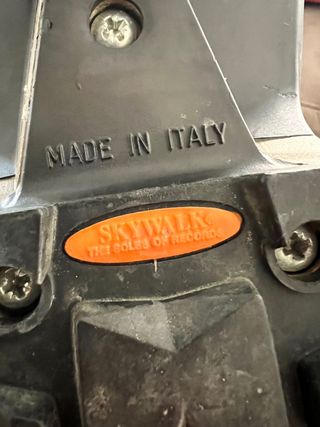 MADE IN ITALY
SKYWALK®
THE SOLES OF RECORDS